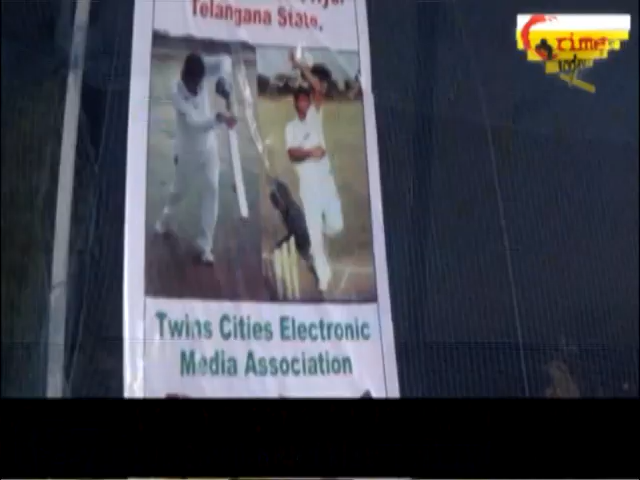 Telangana State,
Crime
Twins Cities Electronic
Media Association